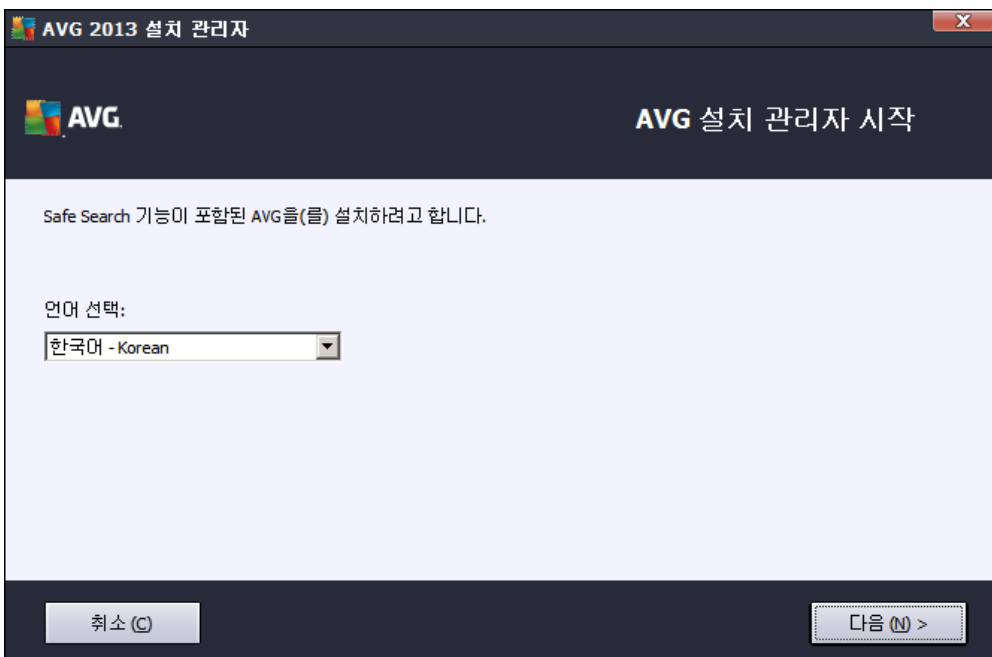 AVG 2013 설치 관리자
AVG.
AVG 설치 관리자 시작
Safe Search 기능이 포함된 AVG을(를) 설치하려고 합니다.
언어 선택:
한국어 - Korean
취소 (C)
다음 (N) >